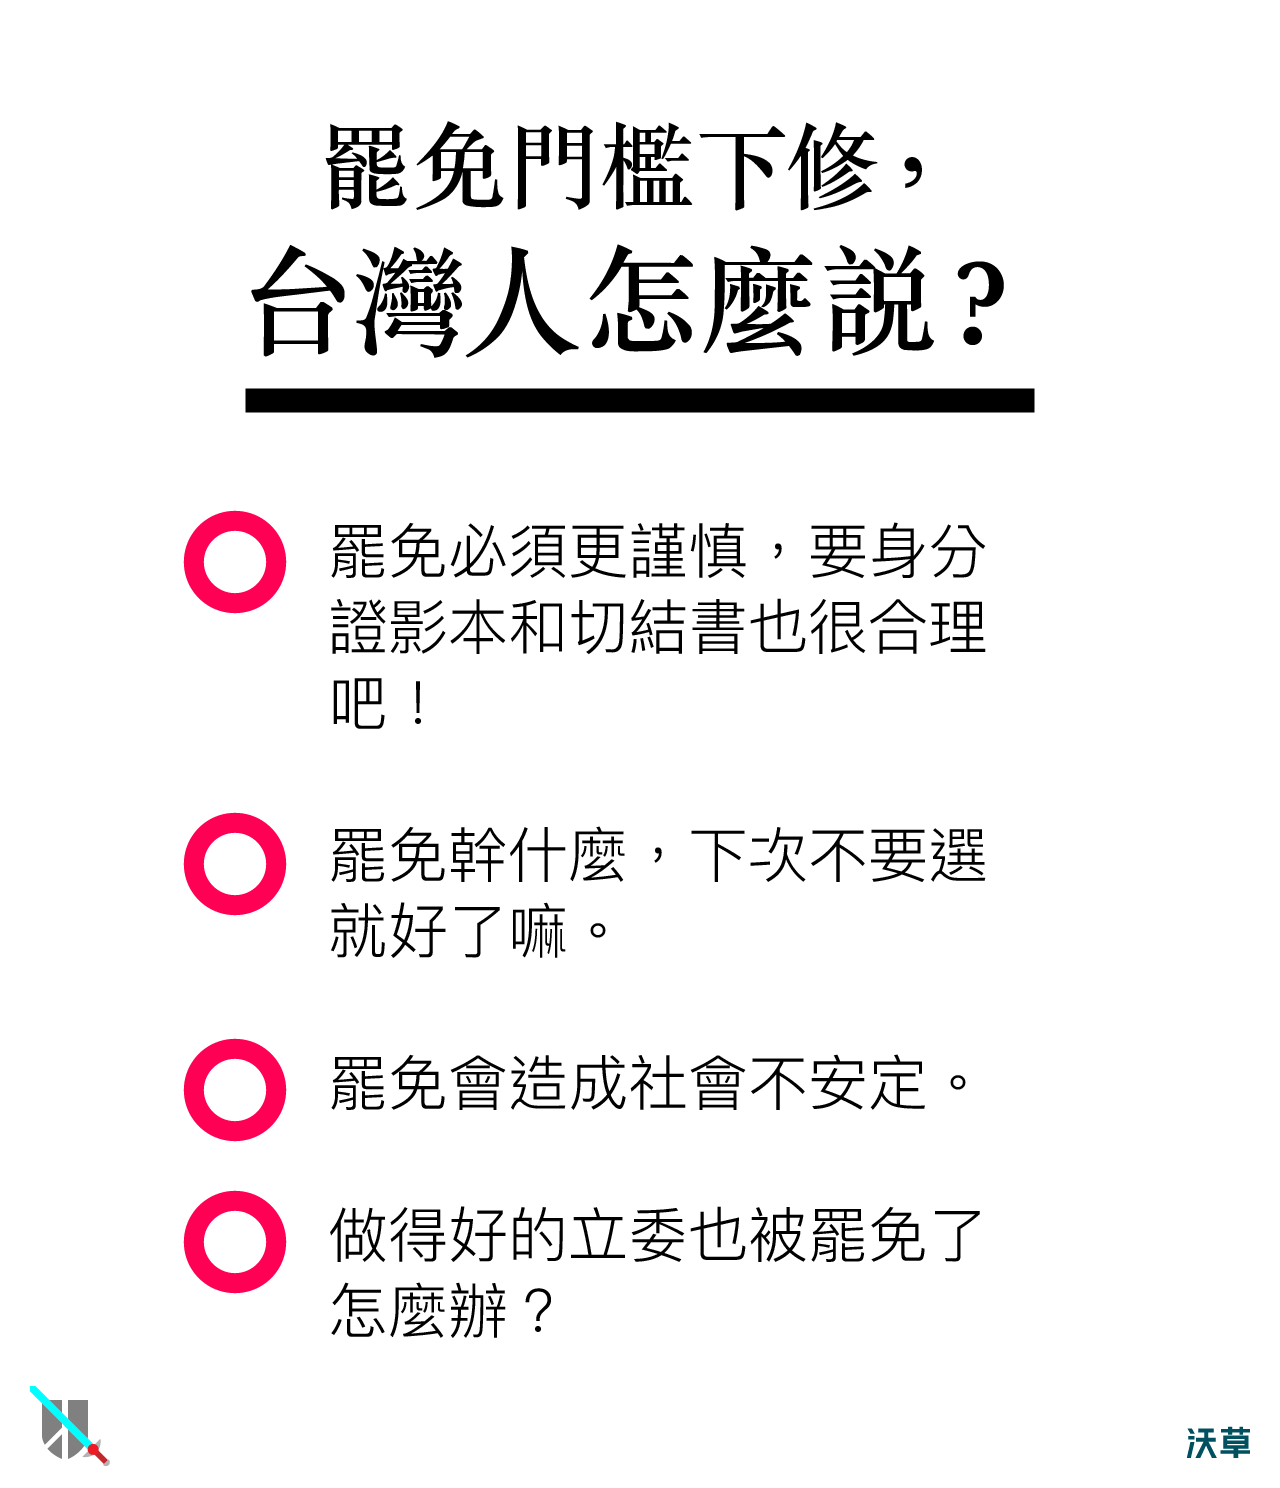 罷免門檻下修，
台灣人怎麼説？
罷免必須更謹慎，要身分
證影本和切結書也很合理
吧！
罷免幹什麼，下次不要選
就好了嘛。
罷免會造成社會不安定。
做得好的立委也被罷免了
怎麼辦？
沃草